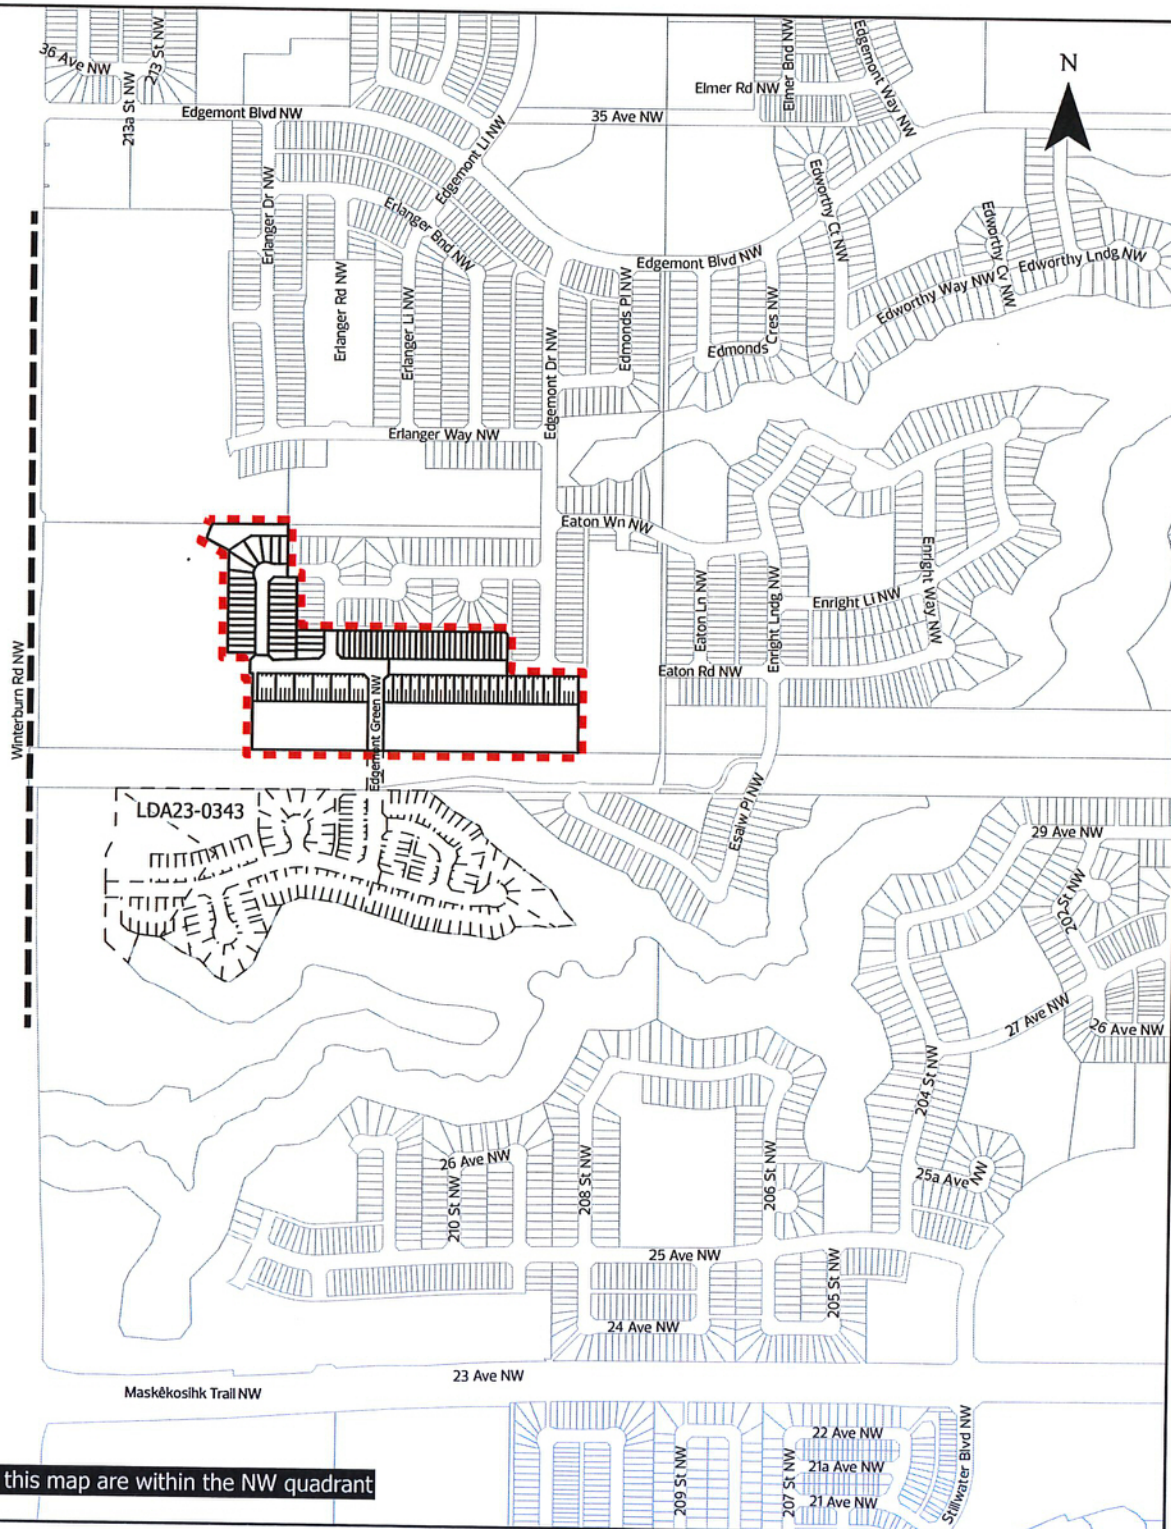 36 Ave NW
213 St NW
213a St NW
Edgemont Blvd NW
Edgemont Li NW
35 Ave NW
Elmer Rd NW
Elmer Bnd NW
Edgemont Way NW
N
Erlanger Dr NW
Erlanger Bnd NW
Erlanger Rd NW
Erlanger Li NW
Edgemont Dr NW
Edmonds Pl NW
Edgemont Blvd NW
Edmonds
Cres NW
Edworthy Ct NW
Edworthy Way NW
Edworthy Cv NW
Edworthy Lndg NW
Erlanger Way NW
Eaton Wn NW
Eaton Ln NW
Enright Lndg NW
Enright Li NW
Enright Way NW
Eaton Rd NW
Winterburn Rd NW
Edgemont Green NW
Esalw Pl NW
LDA23-0343
29 Ave NW
202 St NW
27 Ave NW
26 Ave NW
204 St NW
25a Ave NW
26 Ave NW
210 St NW
208 St NW
206 St NW
25 Ave NW
205 St NW
24 Ave NW
23 Ave NW
Maskêkosihk Trail NW
22 Ave NW
21a Ave NW
21 Ave NW
209 St NW
207 St NW
Stillwater Blvd NW
this map are within the NW quadrant